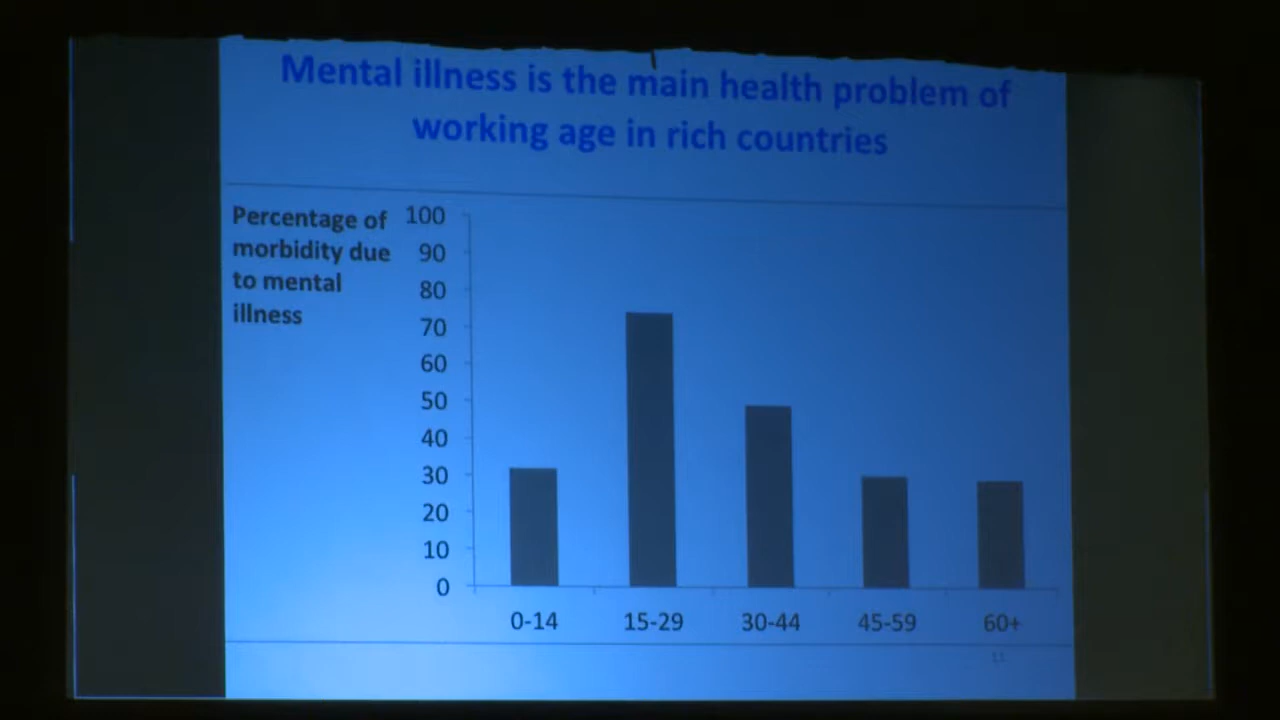 Mental illness is the main health problem of
working age in rich countries
Percentage of
morbidity due
to mental
illness
100
90
80
70
60
50
40
30
20
10
0
0-14
15-29
30-44
45-59
60+
11